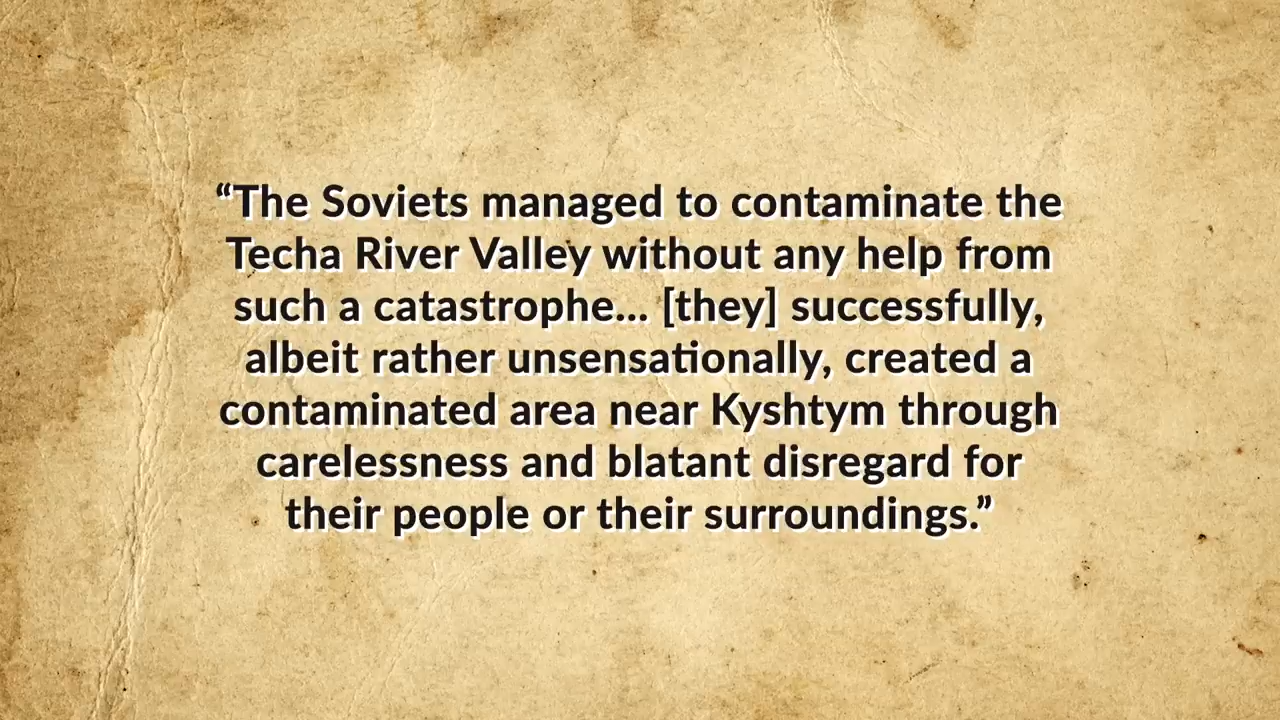 “The Soviets managed to contaminate the
Techa River Valley without any help from
such a catastrophe... [they] successfully,
albeit rather unsensationally, created a
contaminated area near Kyshtym through
carelessness and blatant disregard for
their people or their surroundings.”